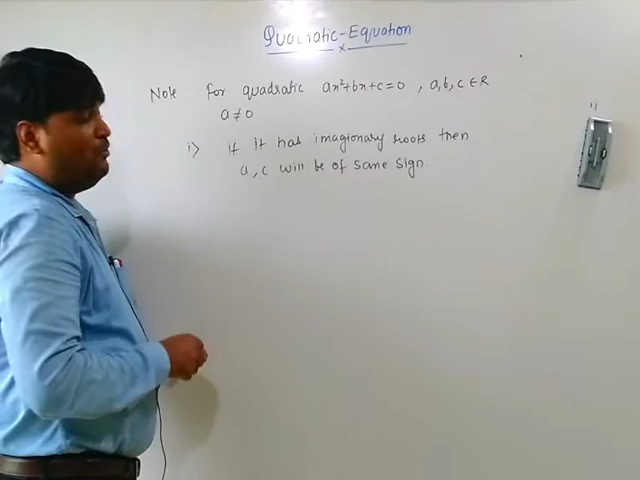 Quadratic-Equation
Note for quadratic ax²+bx+c=0 , a,b,c ∈ R
a≠0
i> if it has imagionary roots then
a,c will be of same sign.